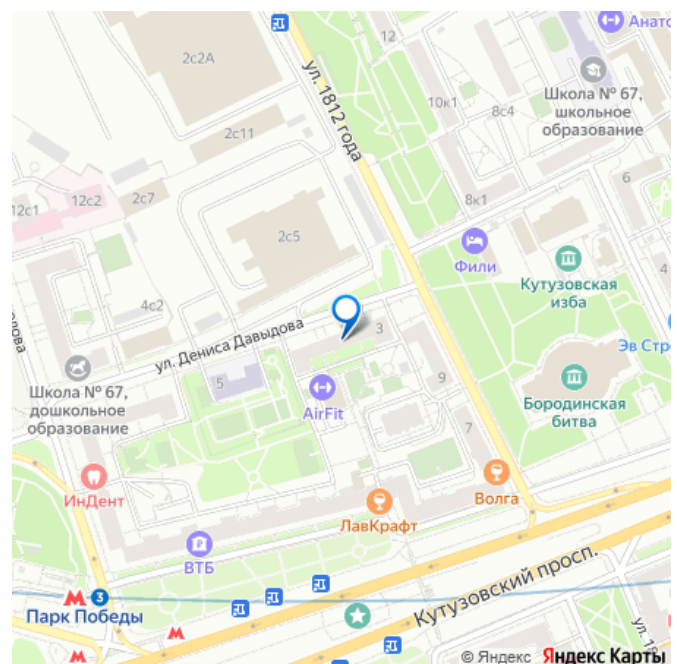 2с2А
12
Анато
ул. 1812 года
Школа № 67,
школьное
образование
10к1
8с4
2с11
12с1
12с2
2с7
8к1
6
2с5
Фили
Кутузовская
изба
4
4с2
ул. Дениса Давыдова
3
Эв Стр
Школа № 67,
дошкольное
образование
5
AirFit
9
Бородинская
битва
7
ИнДент
Волга
ЛавКрафт
ВТБ
3
Парк Победы
Кутузовский просп.
© Яндекс Яндекс Карты